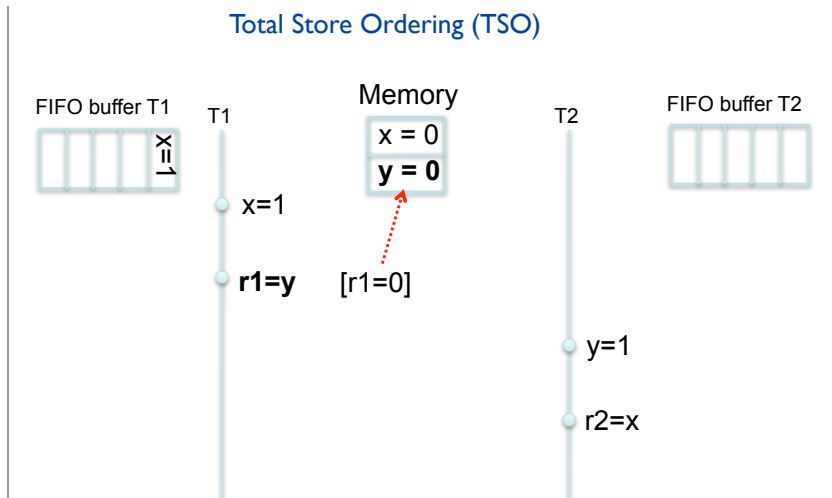 Total Store Ordering (TSO)
FIFO buffer T1
x=1
T1
Memory
x = 0
y = 0
T2
FIFO buffer T2
x=1
r1=y
[r1=0]
y=1
r2=x